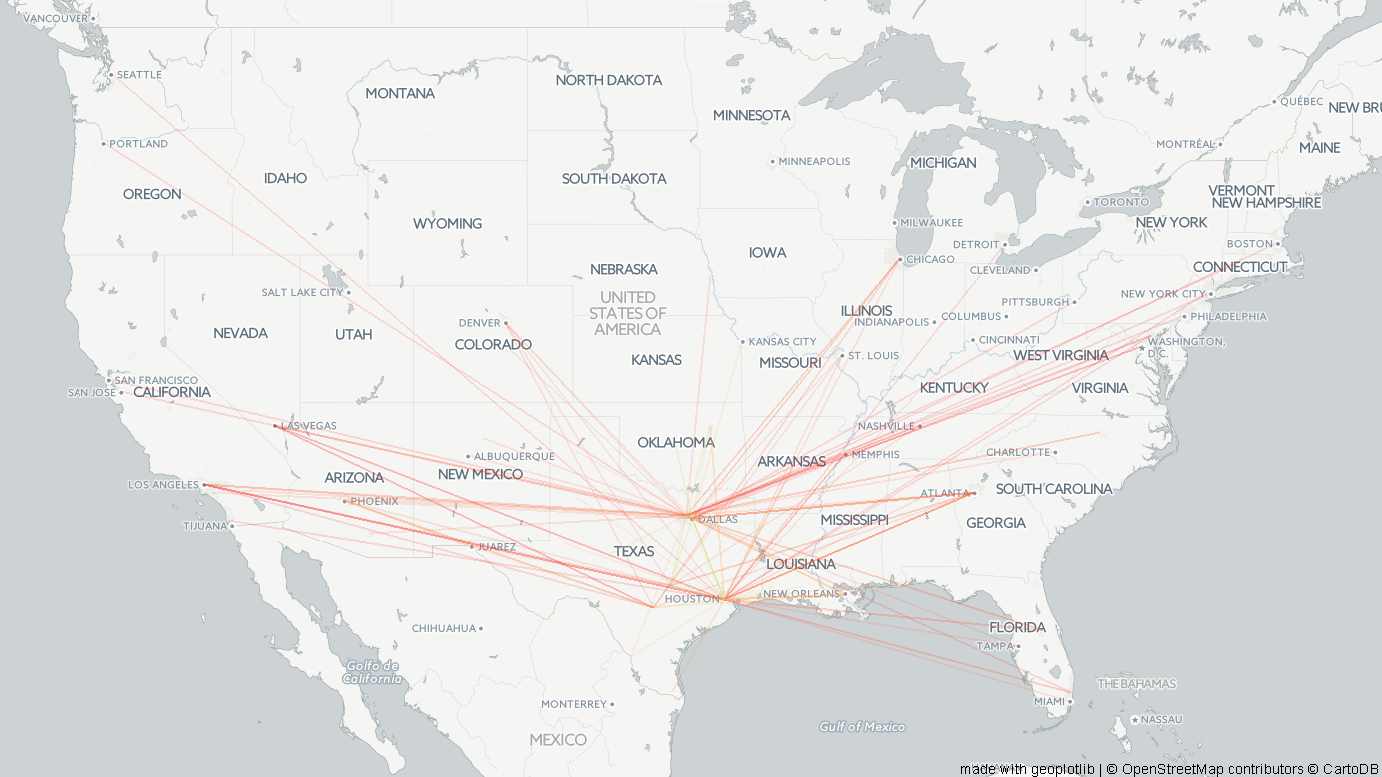 VANCOUVER
SEATTLE
NORTH DAKOTA
MONTANA
MINNESOTA
QUÉBEC
NEW BRU
PORTLAND
MONTRÉAL
MAINE
MINNEAPOLIS
MICHIGAN
IDAHO
SOUTH DAKOTA
OREGON
VERMONT
NEW HAMPSHIRE
TORONTO
WYOMING
MILWAUKEE
NEW YORK
DETROIT
BOSTON
IOWA
CHICAGO
CONNECTICUT
NEBRASKA
CLEVELAND
SALT LAKE CITY
UNITED
STATES OF
AMERICA
NEW YORK CITY
PITTSBURGH
ILLINOIS
COLUMBUS
PHILADELPHIA
DENVER
INDIANAPOLIS
NEVADA
UTAH
COLORADO
KANSAS CITY
CINCINNATI
WASHINGTON,
D.C.
KANSAS
MISSOURI
ST. LOUIS
WEST VIRGINIA
SAN FRANCISCO
SAN JOSE
CALIFORNIA
KENTUCKY
VIRGINIA
LAS VEGAS
NASHVILLE
OKLAHOMA
ALBUQUERQUE
ARKANSAS
MEMPHIS
CHARLOTTE
ARIZONA
NEW MEXICO
LOS ANGELES
SOUTH CAROLINA
ATLANTA
PHOENIX
TIJUANA
DALLAS
MISSISSIPPI
GEORGIA
JUAREZ
TEXAS
LOUISIANA
HOUSTON
NEW ORLEANS
CHIHUAHUA
FLORIDA
TAMPA
Golfo de
California
THE BAHAMAS
MONTERREY
MIAMI
NASSAU
Gulf of Mexico
MEXICO
made with geoplotlib | © OpenStreetMap contributors © CartoDB